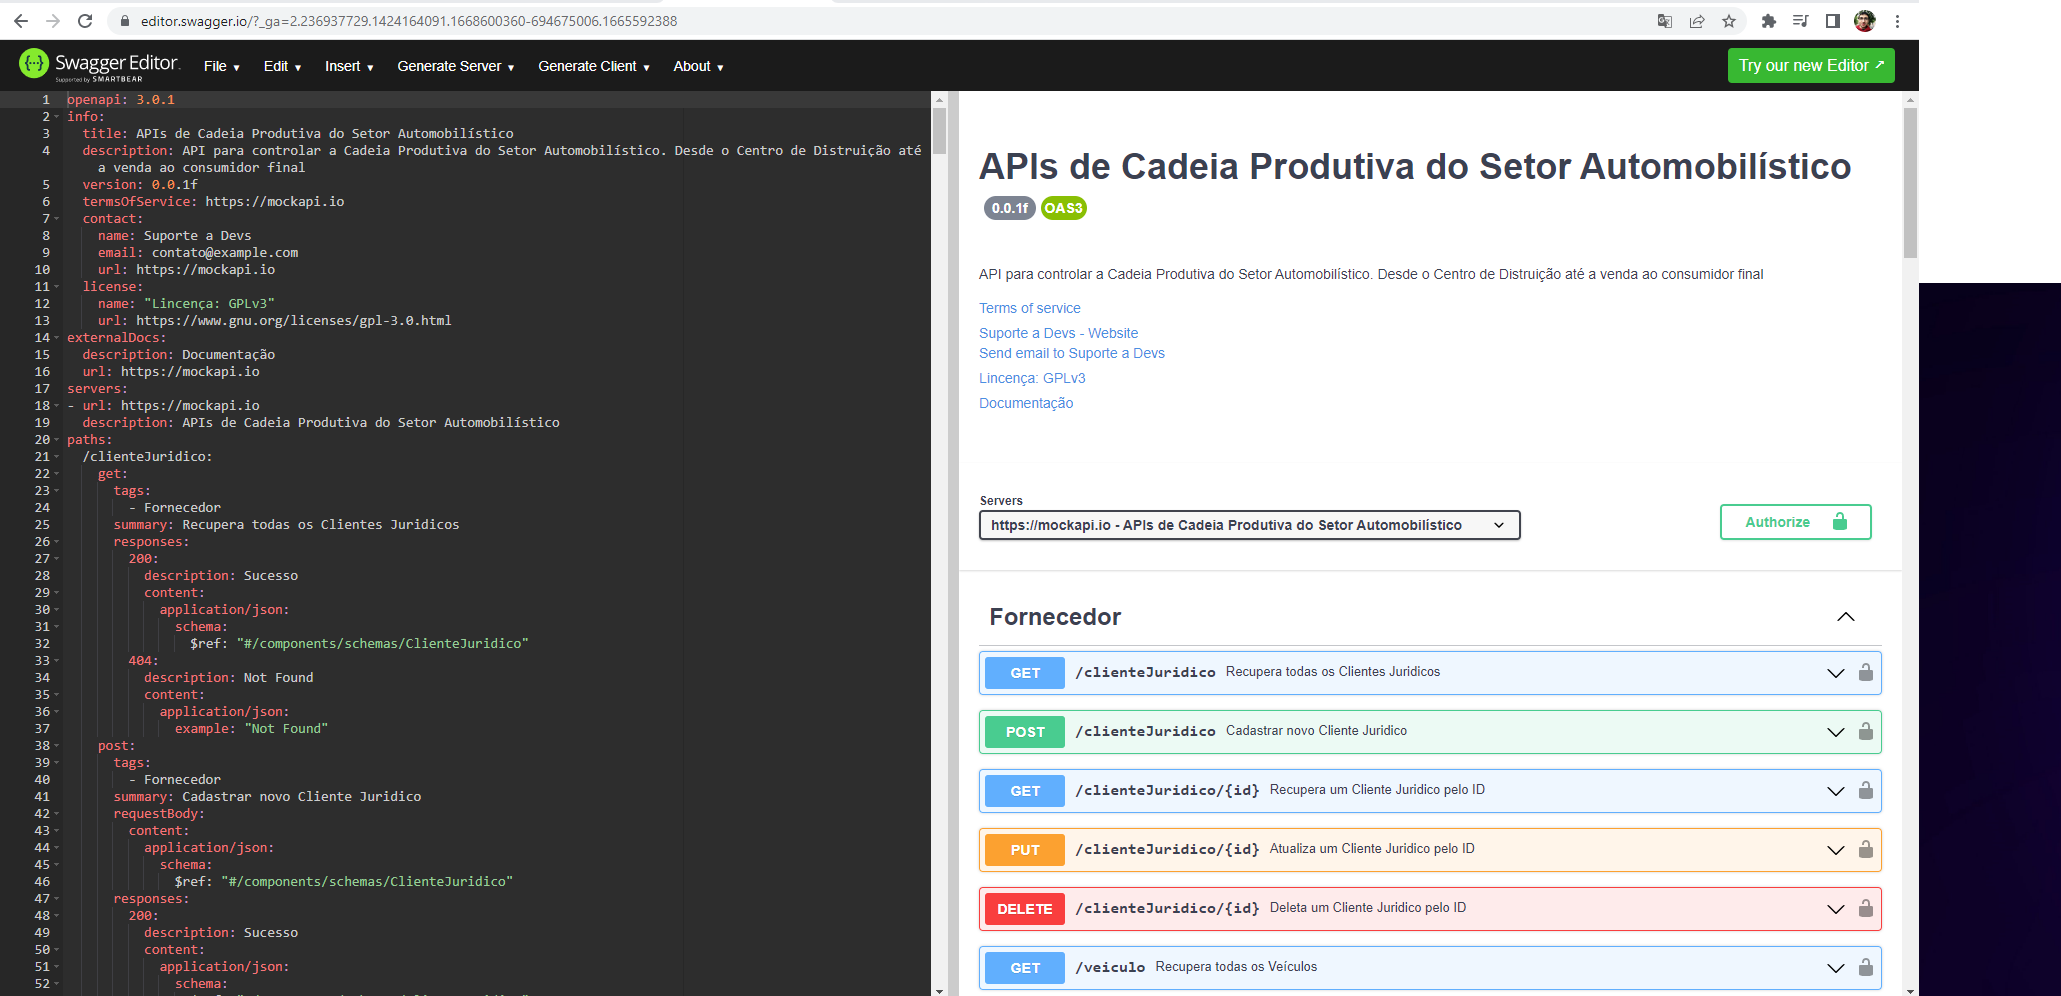 editor.swagger.io/?_ga=2.236937729.1424164091.1668600360-694675006.1665592388
Swagger Editor.
Supported by SMARTBEAR
File
Edit
Insert
Generate Server
Generate Client
About
Try our new Editor
1 openapi: 3.0.1
2 info:
3 title: APIs de Cadeia Produtiva do Setor Automobilístico
4 description: API para controlar a Cadeia Produtiva do Setor Automobilístico. Desde o Centro de Distruição até
a venda ao consumidor final
5 version: 0.0.1f
6 termsOfService: https://mockapi.io
7 contact:
8 name: Suporte a Devs
9 email: contato@example.com
10 url: https://mockapi.io
11 license:
12 name: "Lincença: GPLv3"
13 url: https://www.gnu.org/licenses/gpl-3.0.html
14 externalDocs:
15 description: Documentação
16 url: https://mockapi.io
17 servers:
18 - url: https://mockapi.io
19 description: APIs de Cadeia Produtiva do Setor Automobilístico
20 paths:
21 /clienteJuridico:
22 get:
23 tags:
24 - Fornecedor
25 summary: Recupera todas os Clientes Juridicos
26 responses:
27 200:
28 description: Sucesso
29 content:
30 application/json:
31 schema:
32 $ref: "#/components/schemas/ClienteJuridico"
33 404:
34 description: Not Found
35 content:
36 application/json:
37 example: "Not Found"
38 post:
39 tags:
40 - Fornecedor
41 summary: Cadastrar novo Cliente Juridico
42 requestBody:
43 content:
44 application/json:
45 schema:
46 $ref: "#/components/schemas/ClienteJuridico"
47 responses:
48 200:
49 description: Sucesso
50 content:
51 application/json:
52 schema:
APIs de Cadeia Produtiva do Setor Automobilístico
0.0.1f OAS3
API para controlar a Cadeia Produtiva do Setor Automobilístico. Desde o Centro de Distruição até a venda ao consumidor final
Terms of service
Suporte a Devs - Website
Send email to Suporte a Devs
Lincença: GPLv3
Documentação
Servers
https://mockapi.io - APIs de Cadeia Produtiva do Setor Automobilístico
Authorize
Fornecedor
GET /clienteJuridico Recupera todas os Clientes Juridicos
POST /clienteJuridico Cadastrar novo Cliente Juridico
GET /clienteJuridico/{id} Recupera um Cliente Juridico pelo ID
PUT /clienteJuridico/{id} Atualiza um Cliente Juridico pelo ID
DELETE /clienteJuridico/{id} Deleta um Cliente Juridico pelo ID
GET /veiculo Recupera todas os Veículos